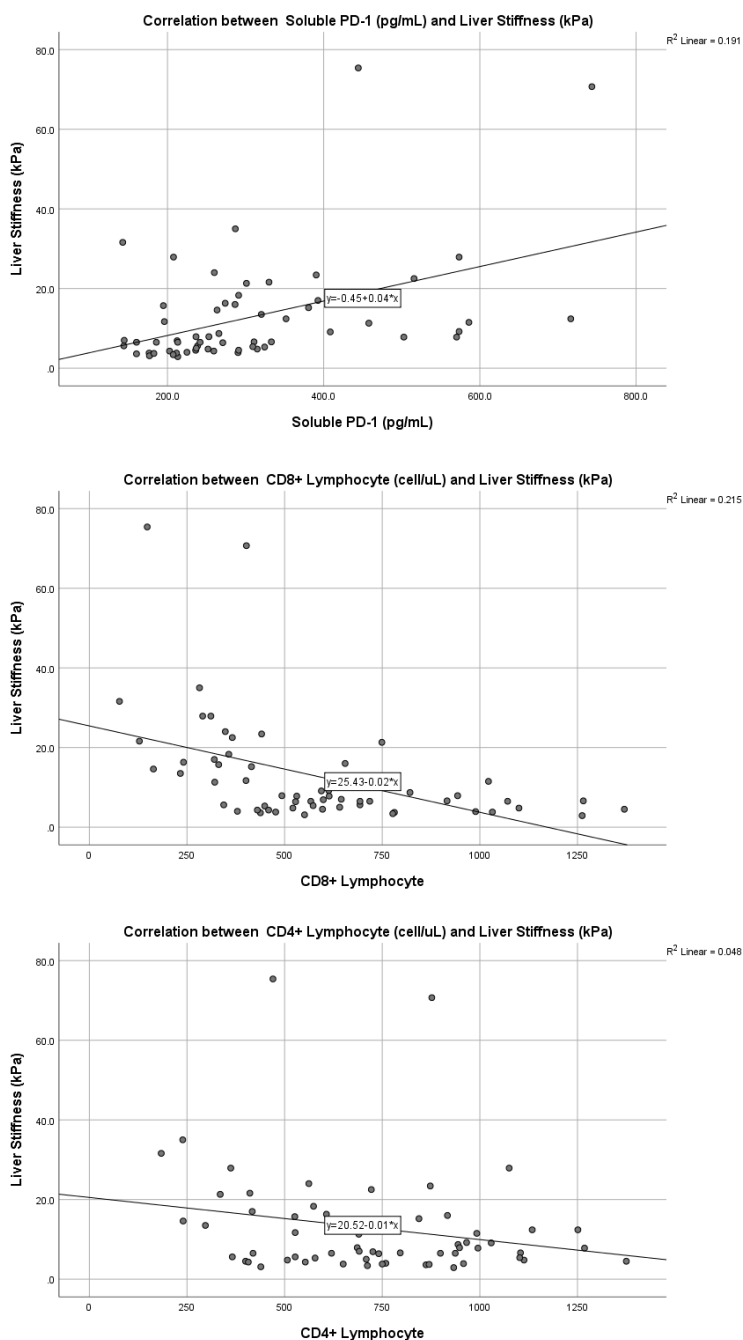 Correlation between Soluble PD-1 (pg/mL) and Liver Stiffness (kPa)
R² Linear = 0.191
80.0
60.0
40.0
20.0
.0
Liver Stiffness (kPa)
y=-0.45+0.04*x
200.0 400.0 600.0 800.0
Soluble PD-1 (pg/mL)
Correlation between CD8+ Lymphocyte (cell/uL) and Liver Stiffness (kPa)
R² Linear = 0.215
80.0
60.0
40.0
20.0
.0
Liver Stiffness (kPa)
y=25.43-0.02*x
0 250 500 750 1000 1250
CD8+ Lymphocyte
Correlation between CD4+ Lymphocyte (cell/uL) and Liver Stiffness (kPa)
R² Linear = 0.048
80.0
60.0
40.0
20.0
.0
Liver Stiffness (kPa)
y=20.52-0.01*x
0 250 500 750 1000 1250
CD4+ Lymphocyte